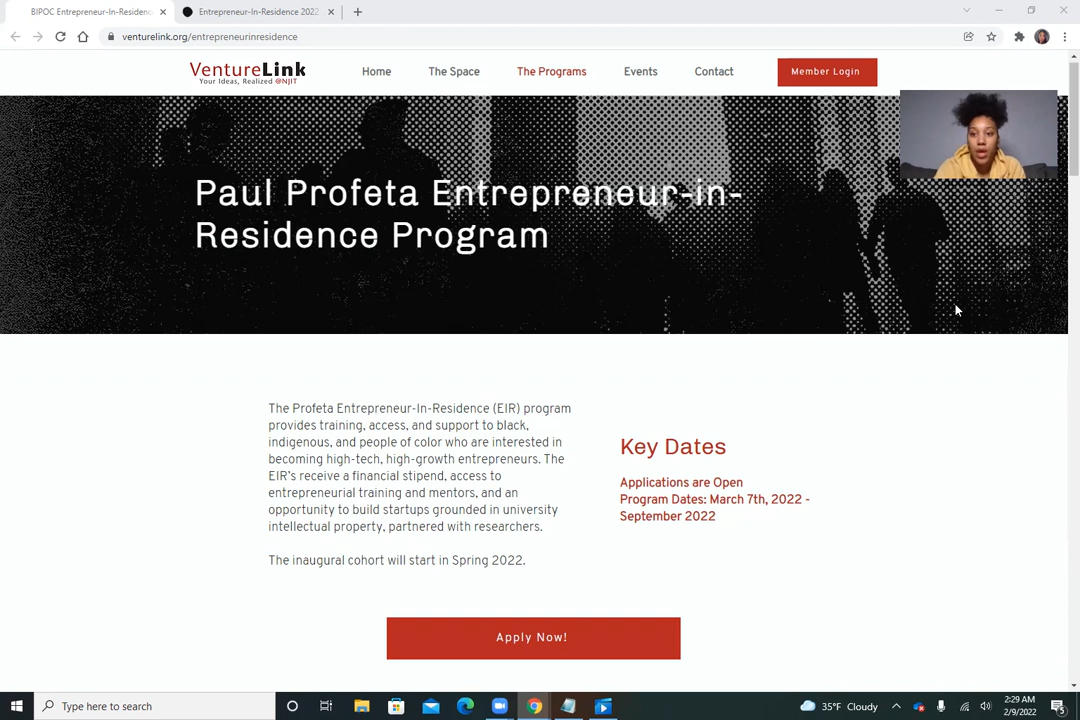 BIPOC Entrepreneur-In-Residenc
Entrepreneur-In-Residence 2022
venturelink.org/entrepreneurinresidence
VentureLink
Your Ideas, Realized @NJIT
Home
The Space
The Programs
Events
Contact
Member Login
Paul Profeta Entrepreneur-in-
Residence Program
The Profeta Entrepreneur-In-Residence (EIR) program
provides training, access, and support to black,
indigenous, and people of color who are interested in
becoming high-tech, high-growth entrepreneurs. The
EIR's receive a financial stipend, access to
entrepreneurial training and mentors, and an
opportunity to build startups grounded in university
intellectual property, partnered with researchers.
The inaugural cohort will start in Spring 2022.
Key Dates
Applications are Open
Program Dates: March 7th, 2022 -
September 2022
Apply Now!
Type here to search
35°F Cloudy
2:29 AM
2/9/2022
5